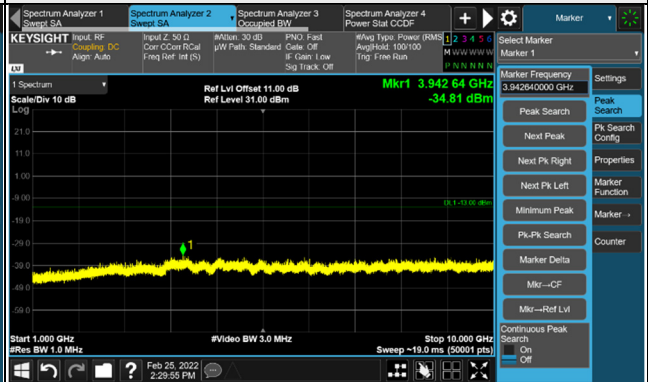 Spectrum Analyzer 1
Swept SA
Spectrum Analyzer 2
Swept SA
Spectrum Analyzer 3
Occupied BW
Spectrum Analyzer 4
Power Stat CCDF
Marker
KEYSIGHT
Input: RF
Coupling: DC
Align: Auto
Input Z: 50 Ω
Corr CCorr RCal
Freq Ref: Int (S)
#Atten: 30 dB
µW Path: Standard
PNO: Fast
Gate: Off
IF Gain: Low
Sig Track: Off
#Avg Type: Power (RMS
Avg|Hold: 100/100
Trig: Free Run
1 2 3 4 5 6
M W W W W W
P N N N N N
LXI
Select Marker
Marker 1
1 Spectrum
Scale/Div 10 dB
Log
Ref Lvl Offset 11.00 dB
Ref Level 31.00 dBm
Mkr1 3.942 64 GHz
-34.81 dBm
21.0
11.0
1.00
-9.00
-19.0
-29.0
-39.0
-49.0
-59.0
DL1 -13.00 dBm
1
Start 1.000 GHz
#Res BW 1.0 MHz
#Video BW 3.0 MHz
Stop 10.000 GHz
Sweep ~19.0 ms (50001 pts)
Marker Frequency
3.942640000 GHz
Peak Search
Next Peak
Next Pk Right
Next Pk Left
Minimum Peak
Pk-Pk Search
Marker Delta
Mkr→CF
Mkr→Ref Lvl
Continuous Peak
Search
On
Off
Settings
Peak
Search
Pk Search
Config
Properties
Marker
Function
Marker→
Counter
Feb 25, 2022
2:29:55 PM